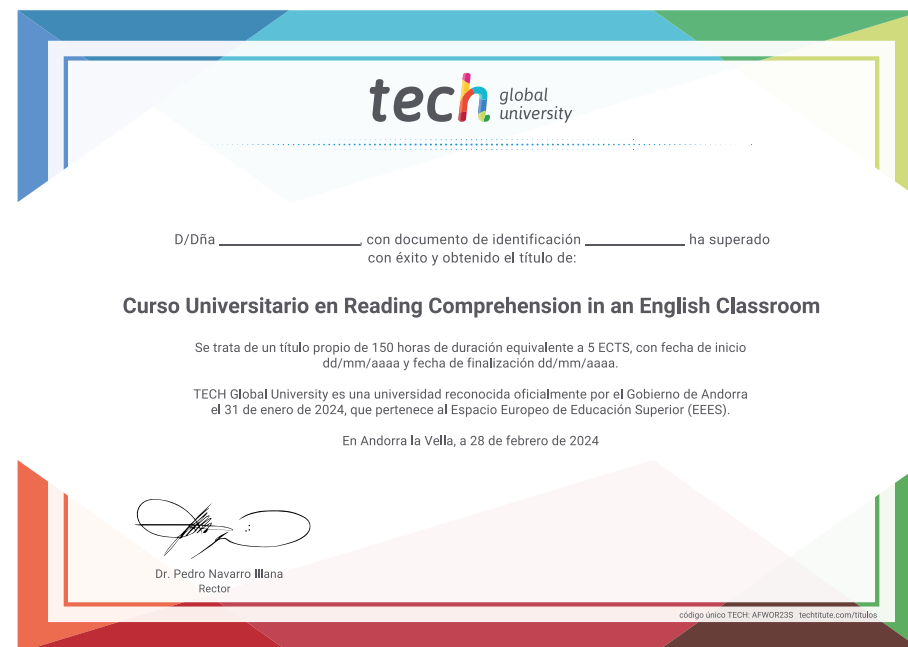 tech global university
D/Dña ________________, con documento de identificación ____________ ha superado
con éxito y obtenido el título de:
Curso Universitario en Reading Comprehension in an English Classroom
Se trata de un título propio de 150 horas de duración equivalente a 5 ECTS, con fecha de inicio
dd/mm/aaaa y fecha de finalización dd/mm/aaaa.
TECH Global University es una universidad reconocida oficialmente por el Gobierno de Andorra
el 31 de enero de 2024, que pertenece al Espacio Europeo de Educación Superior (EEES).
En Andorra la Vella, a 28 de febrero de 2024
Dr. Pedro Navarro Illana
Rector
código único TECH: AFWOR23S techtitute.com/titulos